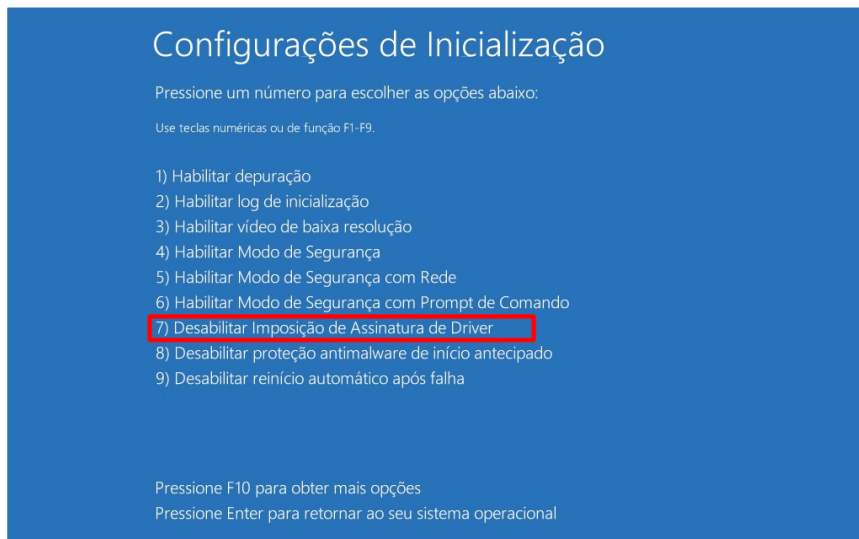 Configurações de Inicialização
Pressione um número para escolher as opções abaixo:
Use teclas numéricas ou de função F1-F9.
1) Habilitar depuração
2) Habilitar log de inicialização
3) Habilitar vídeo de baixa resolução
4) Habilitar Modo de Segurança
5) Habilitar Modo de Segurança com Rede
6) Habilitar Modo de Segurança com Prompt de Comando
7) Desabilitar Imposição de Assinatura de Driver
8) Desabilitar proteção antimalware de início antecipado
9) Desabilitar reinício automático após falha
Pressione F10 para obter mais opções
Pressione Enter para retornar ao seu sistema operacional